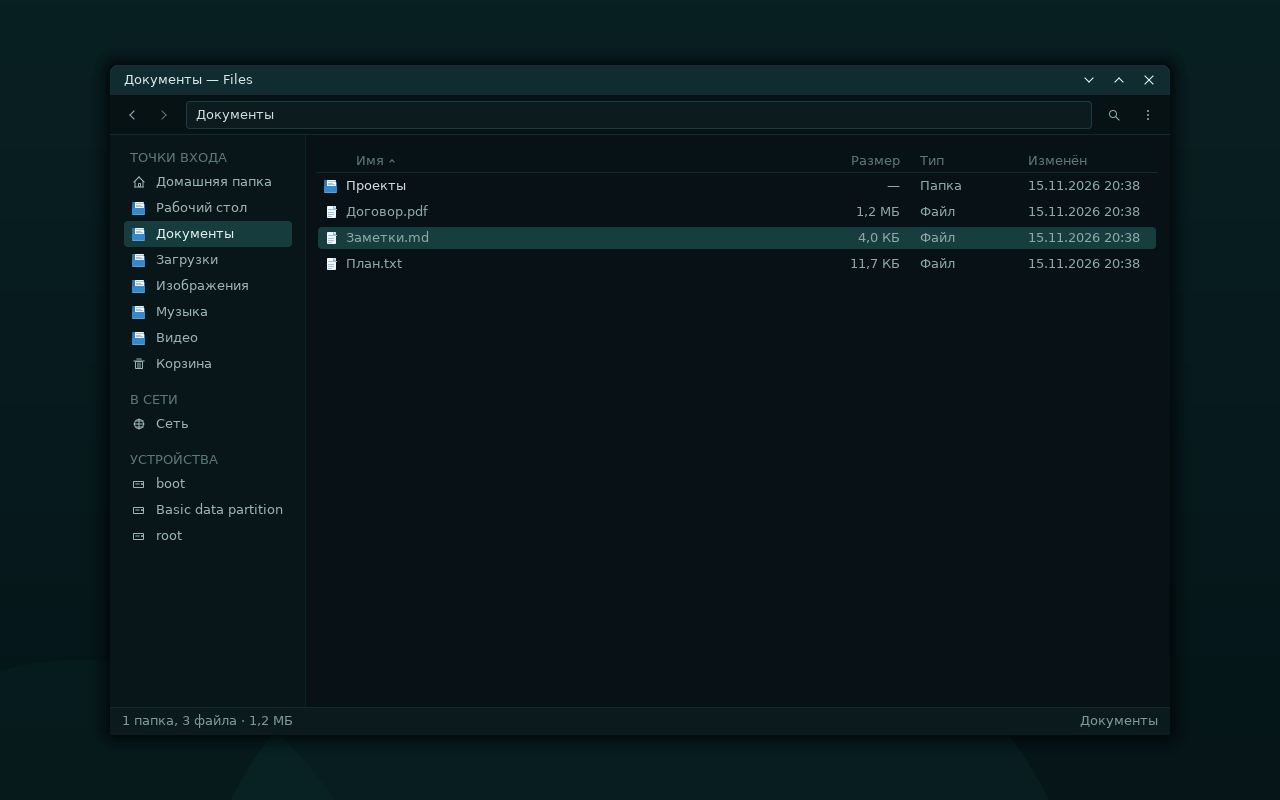 Документы — Files
Документы
ТОЧКИ ВХОДА
Домашняя папка
Рабочий стол
Документы
Загрузки
Изображения
Музыка
Видео
Корзина
В СЕТИ
Сеть
УСТРОЙСТВА
boot
Basic data partition
root
Имя Размер Тип Изменён
Проекты — Папка 15.11.2026 20:38
Договор.pdf 1,2 МБ Файл 15.11.2026 20:38
Заметки.md 4,0 КБ Файл 15.11.2026 20:38
План.txt 11,7 КБ Файл 15.11.2026 20:38
1 папка, 3 файла · 1,2 МБ
Документы